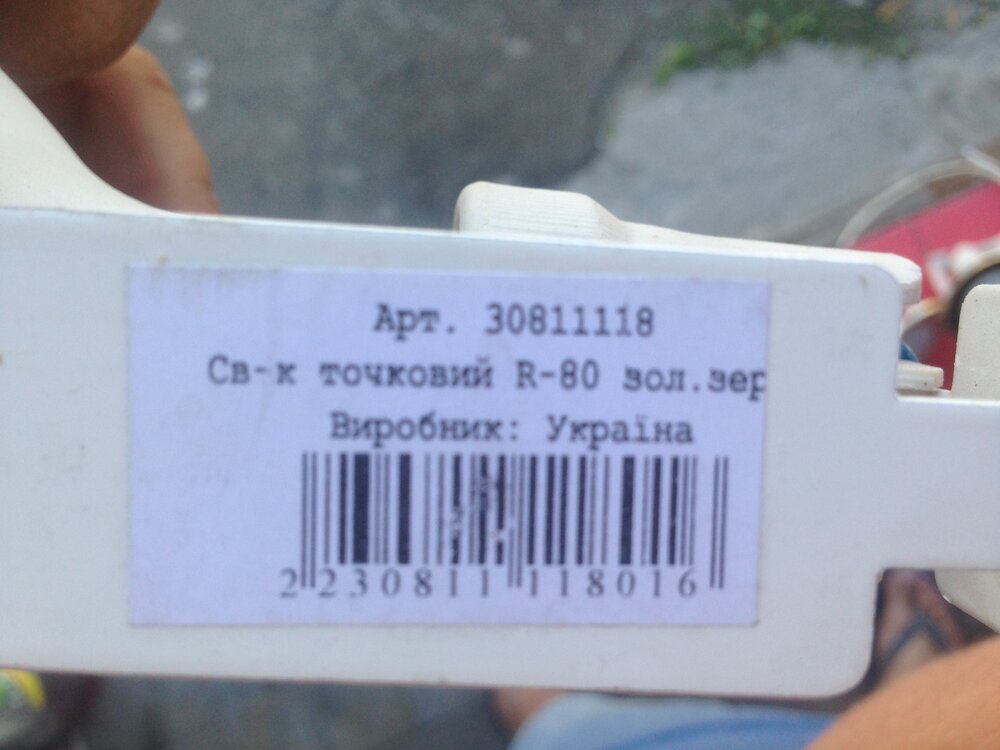 Арт. 30811118
Св-к точковий R-80 зол.зер
Виробник: Україна
2230811118016